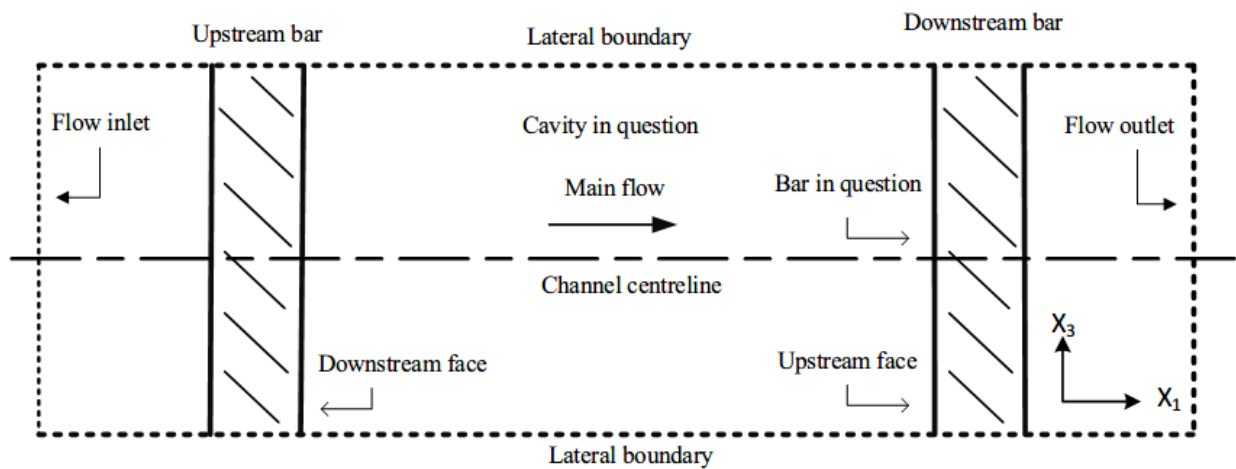 Upstream bar
Lateral boundary
Downstream bar
Flow inlet
Cavity in question
Flow outlet
Main flow
Bar in question
Channel centreline
Downstream face
Upstream face
X3
X1
Lateral boundary